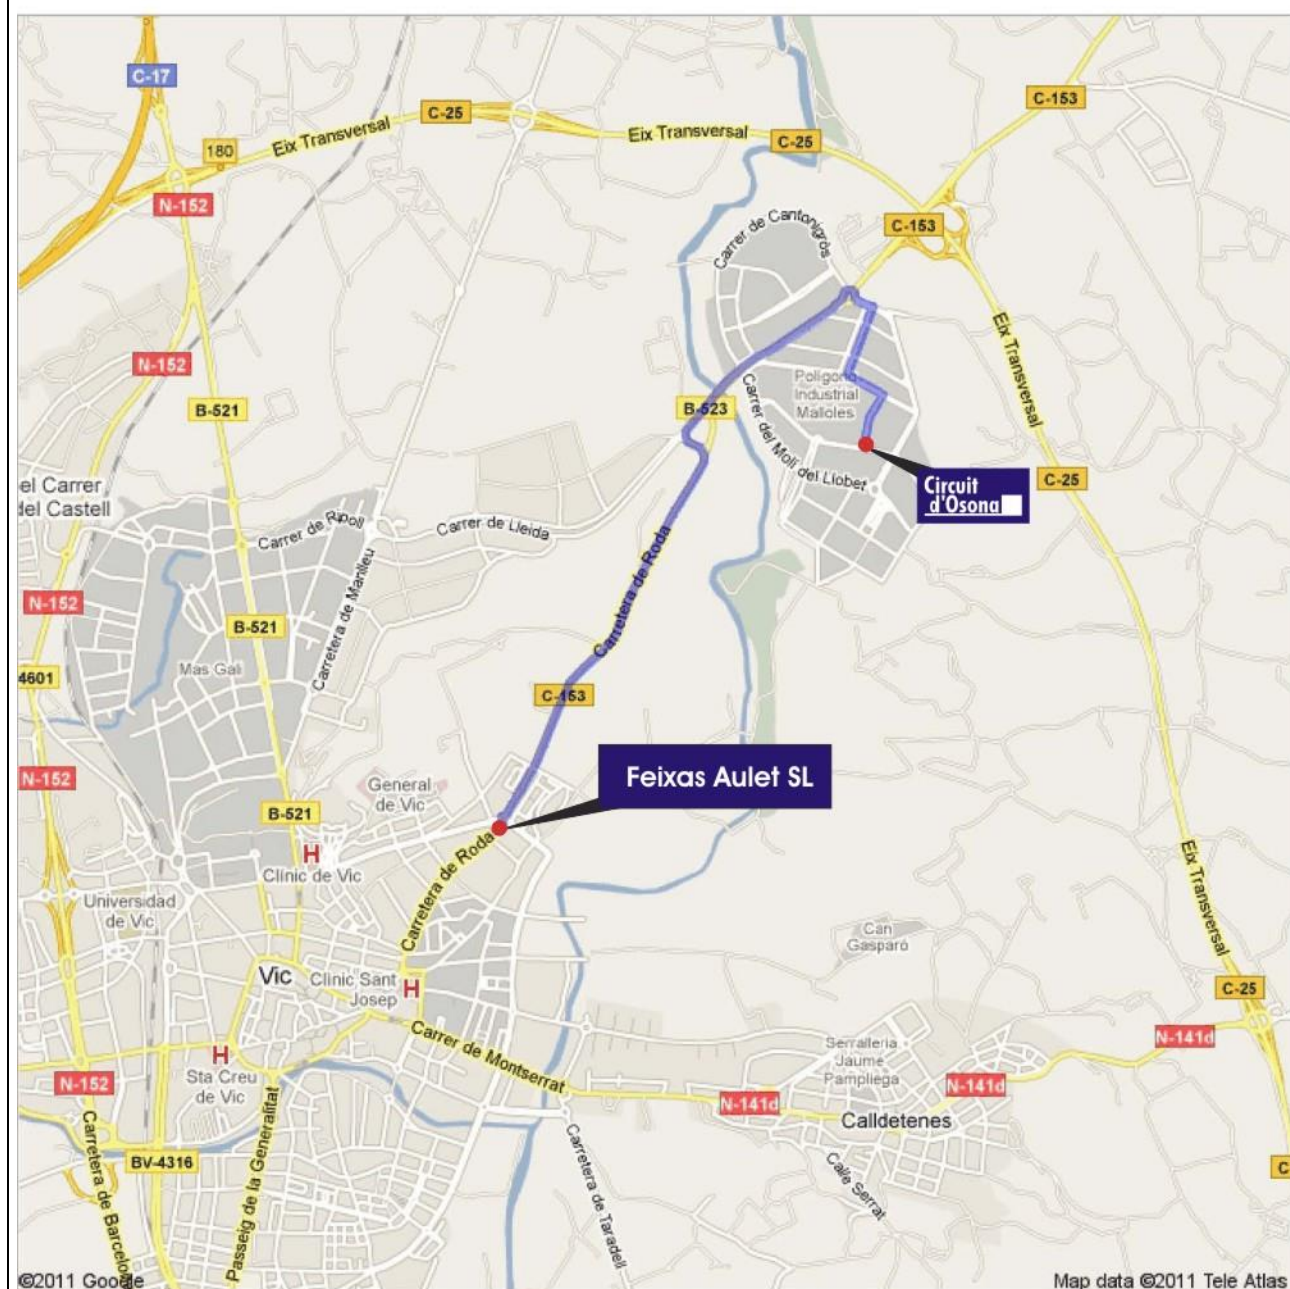 C-17
C-25
C-153
Eix Transversal
Eix Transversal
C-25
180
N-152
Carrer de Cantonigròs
C-153
N-152
Eix Transversal
B-521
B-523
Polígono
Industrial
Malloles
Carrer del Molí del Llobet
el Carrer
del Castell
Circuit
d'Osona
C-25
Carrer de Ripoll
Carrer de Lleida
Carretera de Manlleu
Carretera de Roda
N-152
B-521
Mas Gali
4601
C-153
N-152
General
de Vic
Feixas Aulet SL
B-521
H
Clínic de Vic
Carretera de Roda
Eix Transversal
Universidad
de Vic
Can
Gasparó
Vic
Clínic Sant
Josep
H
C-25
Carrer de Montserrat
N-141d
H
Sta Creu
de Vic
Serralleria
Jaume
Pampliega
N-152
N-141d
N-141d
Calldetenes
Carretera de Barcelona
BV-4316
Passeig de la Generalitat
Carretera de Taradell
Calle Serrat
C
©2011 Google
Map data ©2011 Tele Atlas